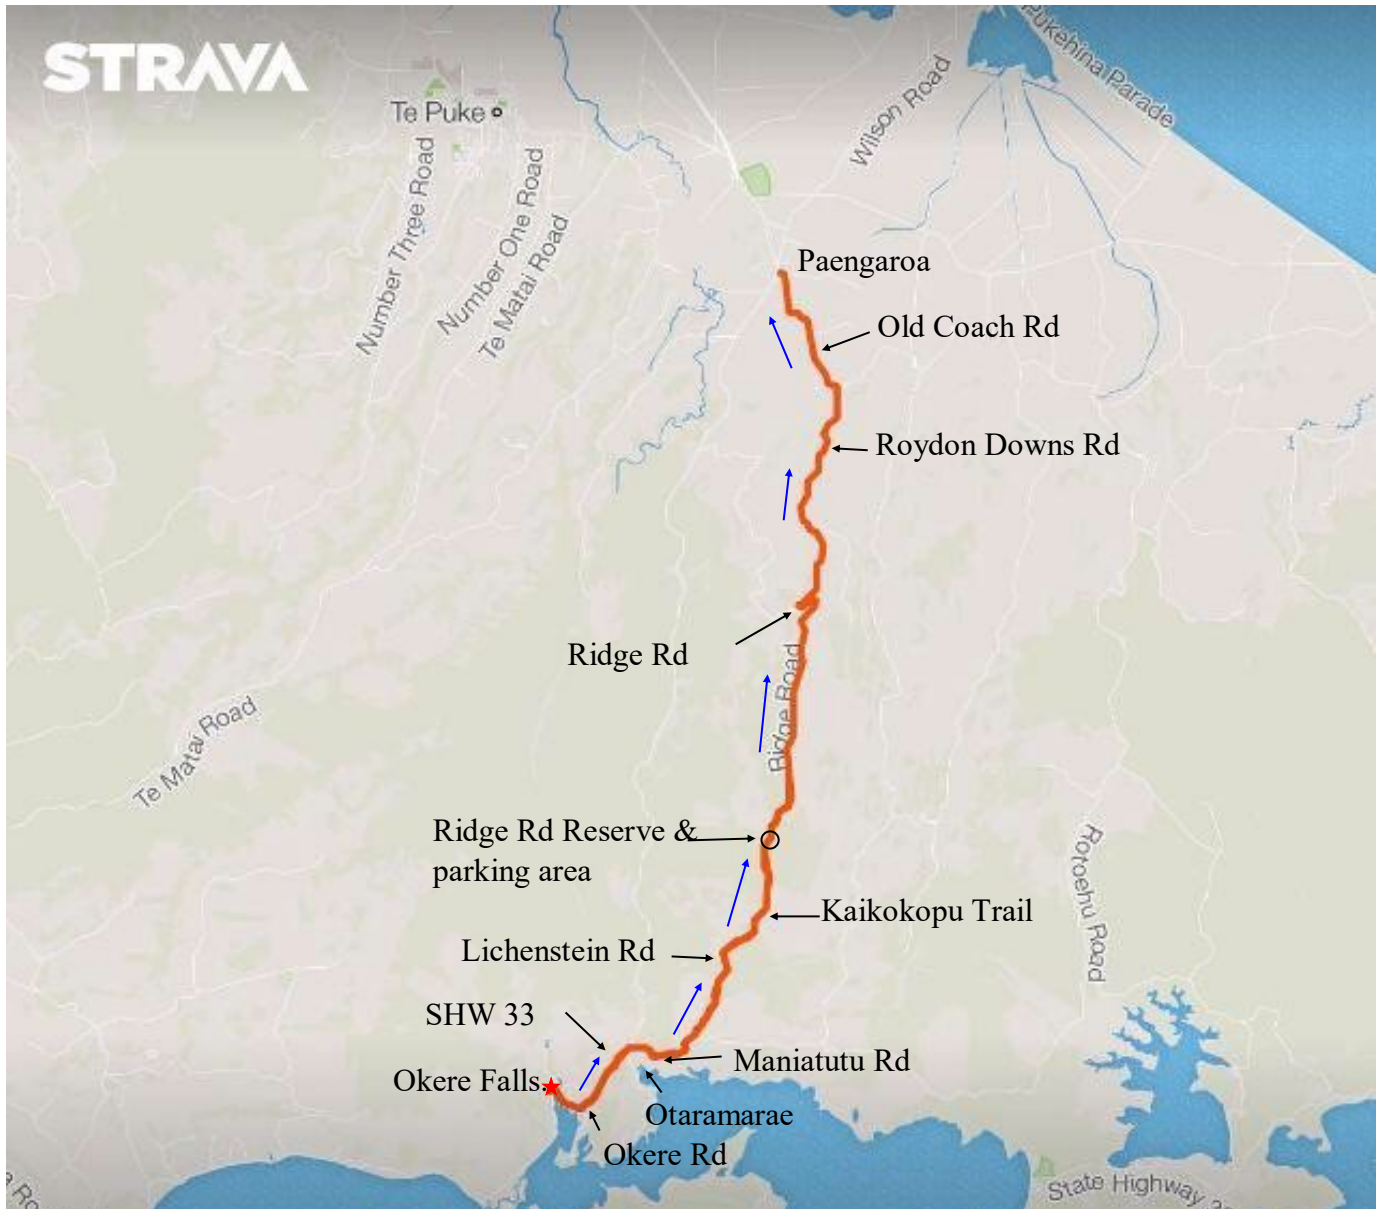 STRAVA
Pukehina Parade
Wilson Road
Te Puke
Number Three Road
Number One Road
Te Matai Road
Paengaroa
Old Coach Rd
Roydon Downs Rd
Ridge Rd
Ridge Road
Te Matai Road
Ridge Rd Reserve &
parking area
Rotoehu Road
Kaikokopu Trail
Lichenstein Rd
SHW 33
Maniatutu Rd
Okere Falls
Otaramarae
Okere Rd
State Highway